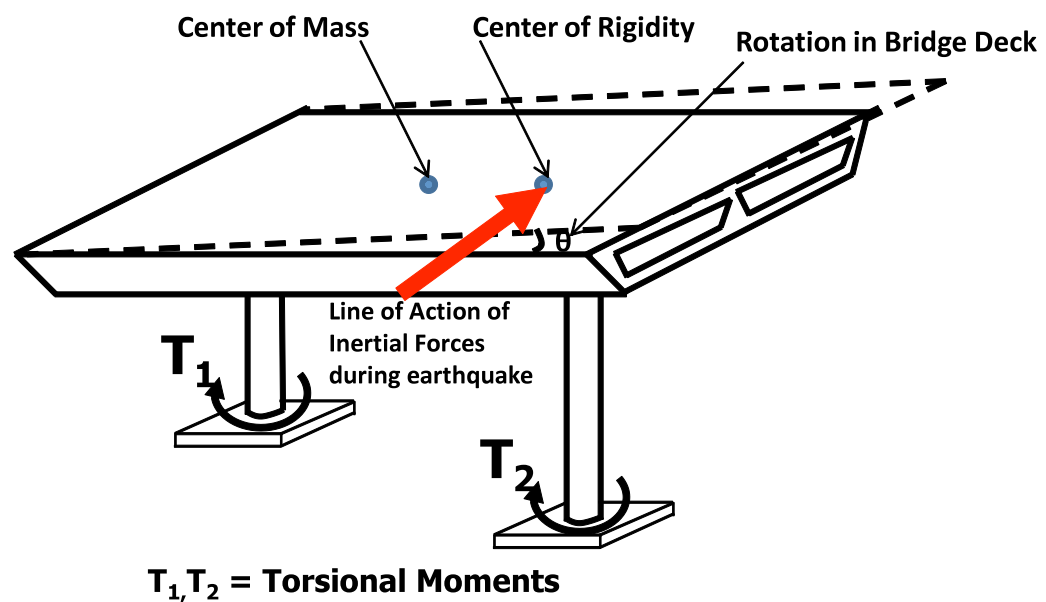 Center of Mass
Center of Rigidity
Rotation in Bridge Deck
θ
Line of Action of
Inertial Forces
during earthquake
T1
T2
T1,T2 = Torsional Moments